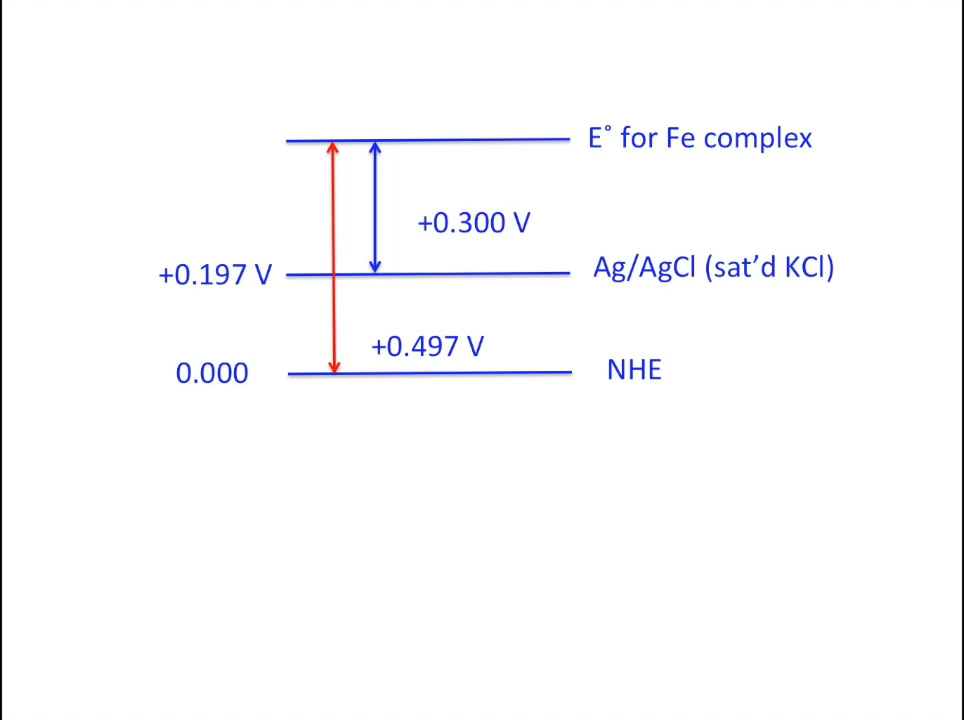 E° for Fe complex
+0.300 V
+0.197 V
Ag/AgCl (sat’d KCl)
+0.497 V
0.000
NHE